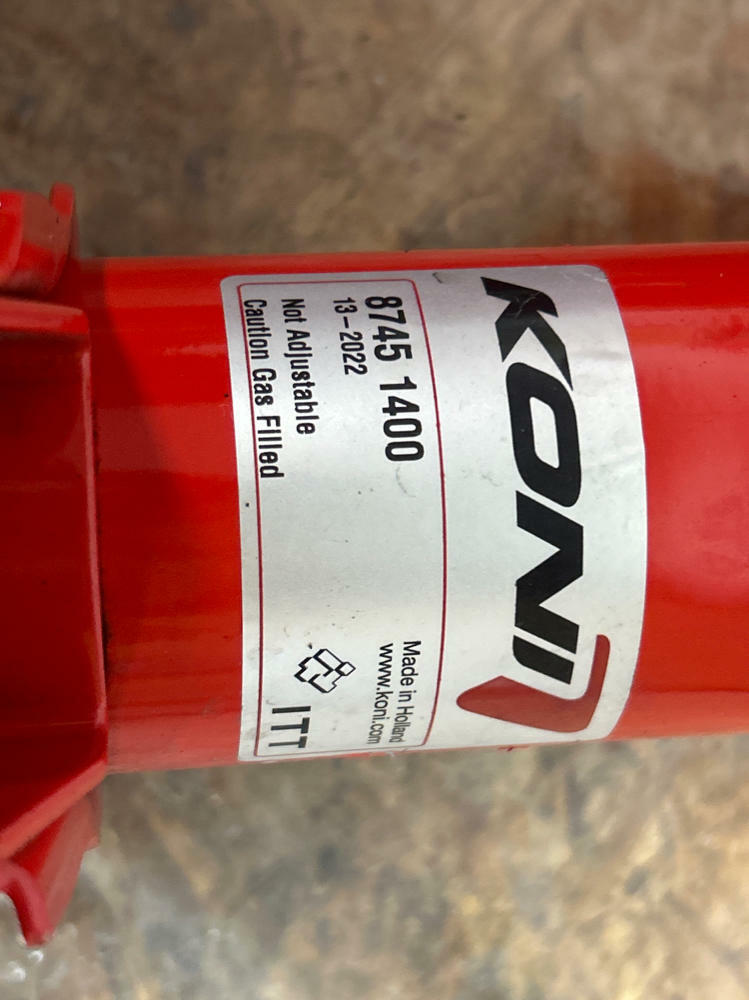 KONI
8745 1400
13–2022
Not Adjustable
Caution Gas Filled
Made in Holland
www.koni.com
ITT